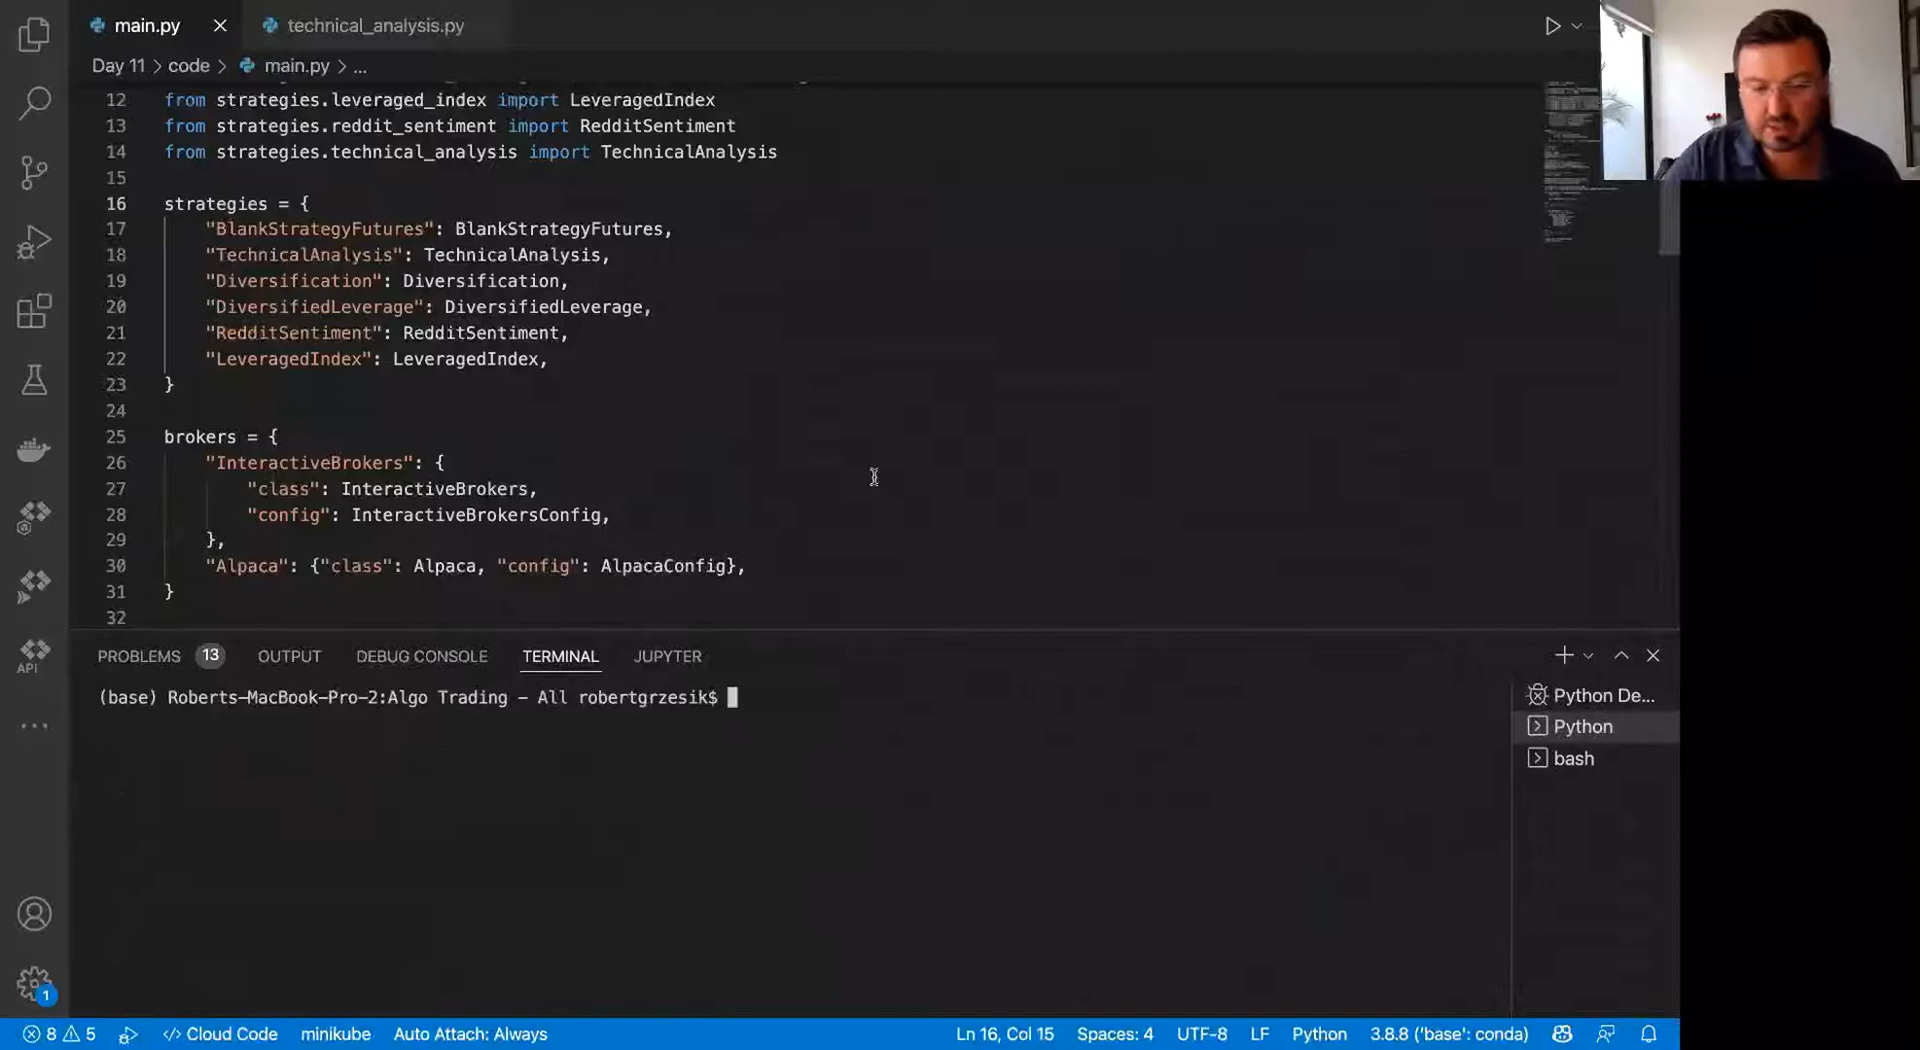 main.py
technical_analysis.py
Day 11 > code > main.py > ...
12 from strategies.leveraged_index import LeveragedIndex
13 from strategies.reddit_sentiment import RedditSentiment
14 from strategies.technical_analysis import TechnicalAnalysis
15
16 strategies = {
17 "BlankStrategyFutures": BlankStrategyFutures,
18 "TechnicalAnalysis": TechnicalAnalysis,
19 "Diversification": Diversification,
20 "DiversifiedLeverage": DiversifiedLeverage,
21 "RedditSentiment": RedditSentiment,
22 "LeveragedIndex": LeveragedIndex,
23 }
24
25 brokers = {
26 "InteractiveBrokers": {
27 "class": InteractiveBrokers,
28 "config": InteractiveBrokersConfig,
29 },
30 "Alpaca": {"class": Alpaca, "config": AlpacaConfig},
31 }
32
PROBLEMS 13 OUTPUT DEBUG CONSOLE TERMINAL JUPYTER
(base) Roberts-MacBook-Pro-2:Algo Trading - All robertgrzesik$
Python De...
Python
bash
API
1
8 5 Cloud Code minikube Auto Attach: Always Ln 16, Col 15 Spaces: 4 UTF-8 LF Python 3.8.8 ('base': conda)